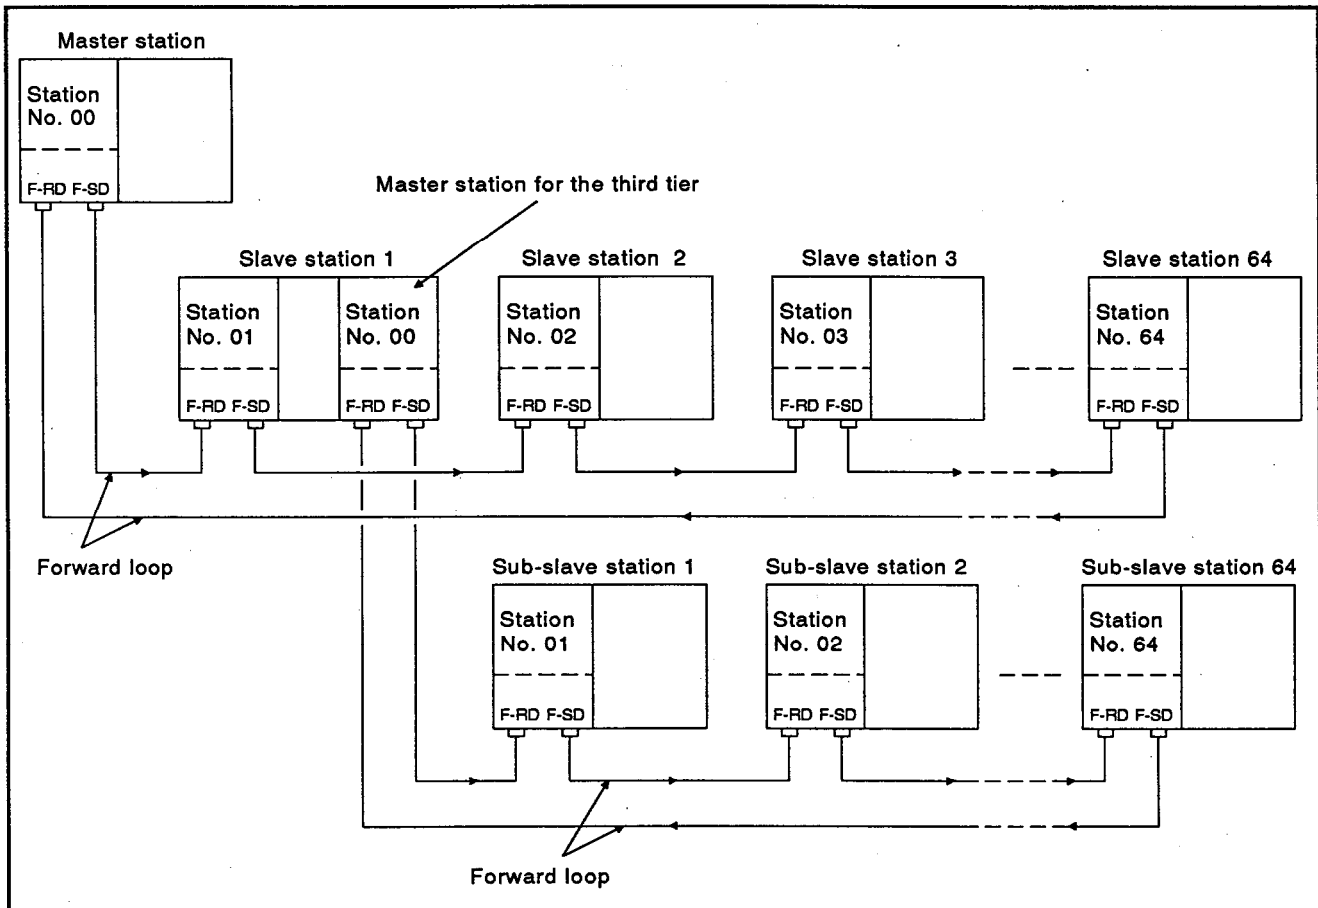 Master station
Station
No. 00
F-RD F-SD
Master station for the third tier
Slave station 1
Slave station 2
Slave station 3
Slave station 64
Station
No. 01
Station
No. 00
Station
No. 02
Station
No. 03
Station
No. 64
F-RD F-SD
F-RD F-SD
F-RD F-SD
F-RD F-SD
F-RD F-SD
Forward loop
Sub-slave station 1
Sub-slave station 2
Sub-slave station 64
Station
No. 01
Station
No. 02
Station
No. 64
F-RD F-SD
F-RD F-SD
F-RD F-SD
Forward loop